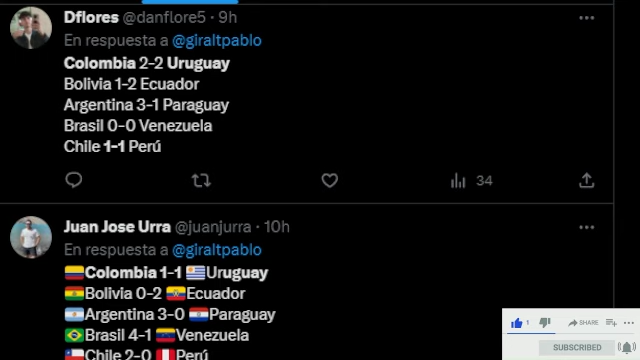 Dflores @danflore5 · 9h
En respuesta a @giraltpablo
Colombia 2-2 Uruguay
Bolivia 1-2 Ecuador
Argentina 3-1 Paraguay
Brasil 0-0 Venezuela
Chile 1-1 Perú
34
Juan Jose Urra @juanjurra · 10h
En respuesta a @giraltpablo
🇨🇴Colombia 1-1 🇺🇾Uruguay
🇧🇴Bolivia 0-2 🇪🇨Ecuador
🇦🇷Argentina 3-0 🇵🇾Paraguay
🇧🇷Brasil 4-1 🇻🇪Venezuela
🇨🇱Chile 2-0 🇵🇪Perú
1 SHARE
SUBSCRIBED